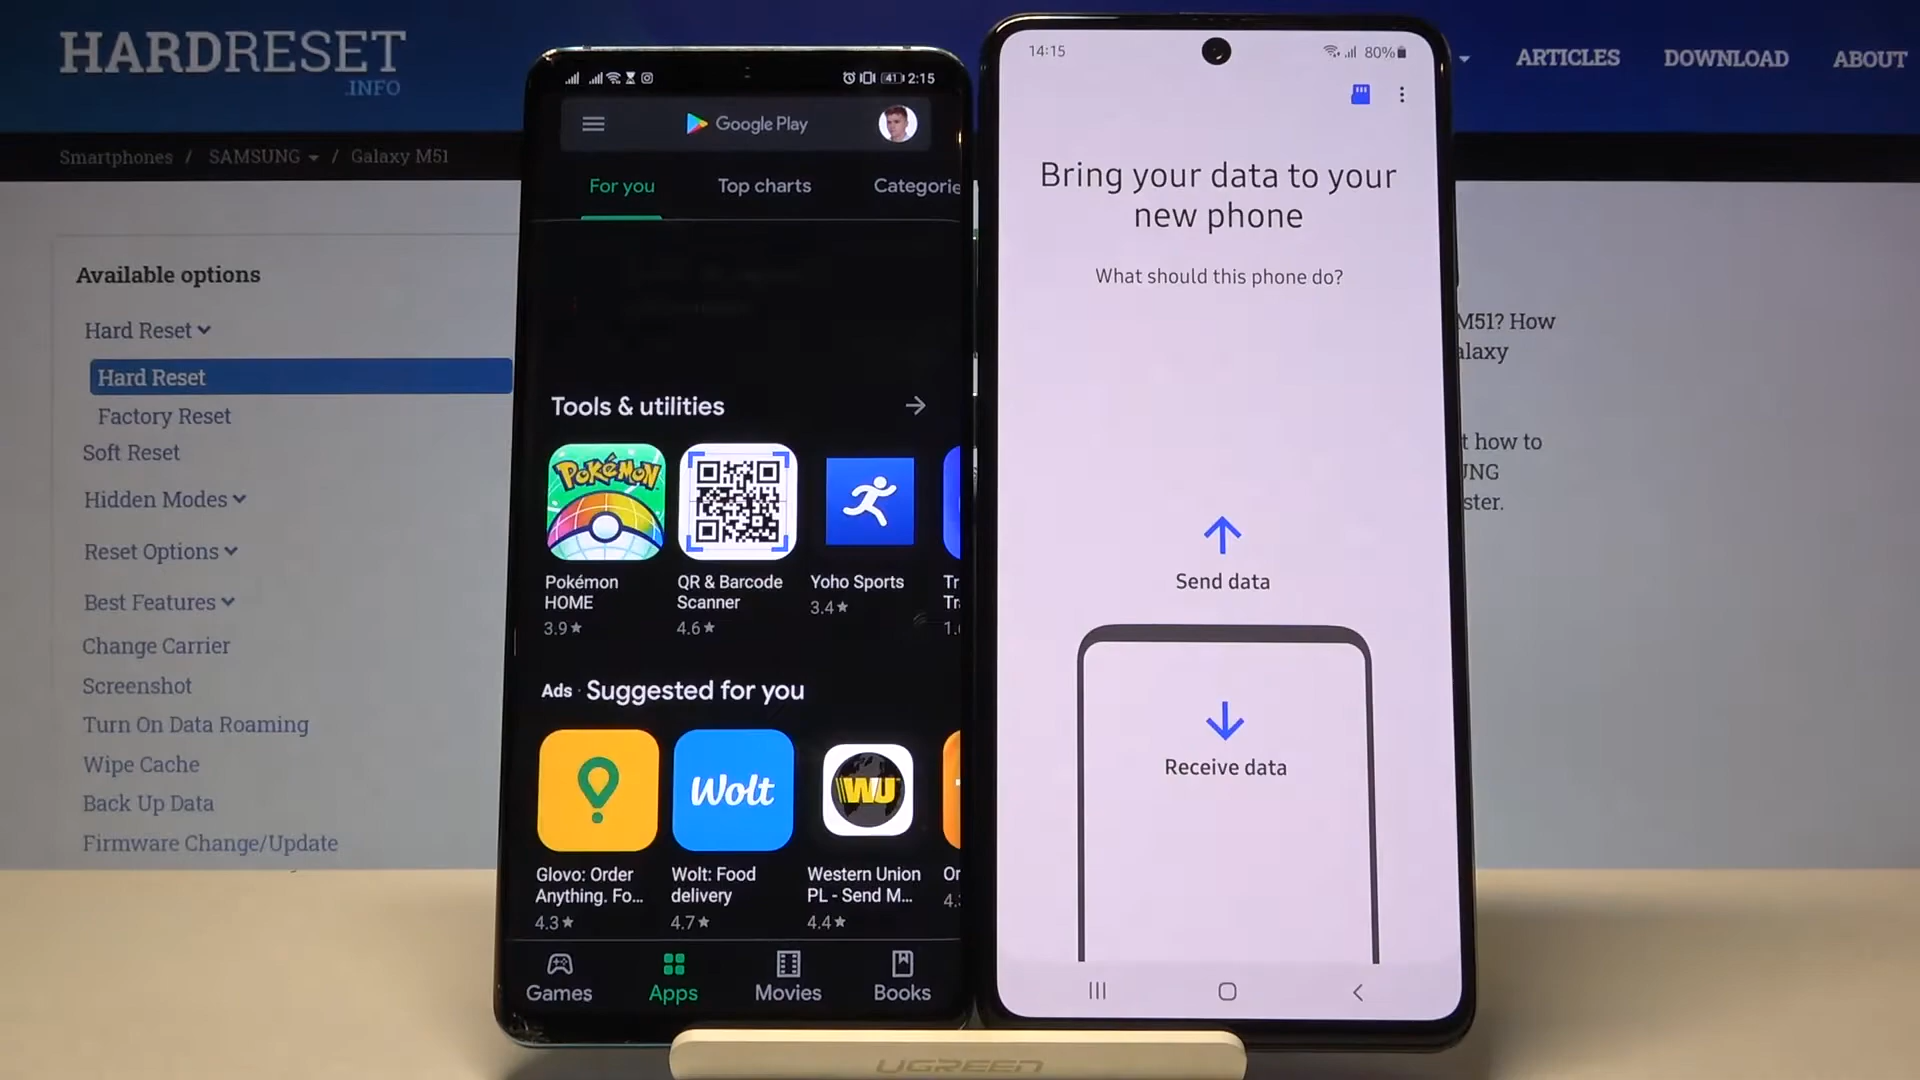 HARDRESET
.INFO
ARTICLES
DOWNLOAD
ABOUT
Smartphones / SAMSUNG / Galaxy M51
Available options
Hard Reset
Hard Reset
Factory Reset
Soft Reset
Hidden Modes
Reset Options
Best Features
Change Carrier
Screenshot
Turn On Data Roaming
Wipe Cache
Back Up Data
Firmware Change/Update
41 2:15
Google Play
For you
Top charts
Categorie
Tools & utilities
POKéMON
Pokémon
HOME
3.9★
QR & Barcode
Scanner
4.6★
Yoho Sports
3.4★
Tr
Tr
1.
Ads · Suggested for you
Wolt
WU
Glovo: Order
Anything. Fo...
4.3★
Wolt: Food
delivery
4.7★
Western Union
PL - Send M...
4.4★
Or
4.
Games
Apps
Movies
Books
14:15
80%
Bring your data to your
new phone
What should this phone do?
Send data
Receive data
M51? How
alaxy
t how to
NG
ster.
UGREEN